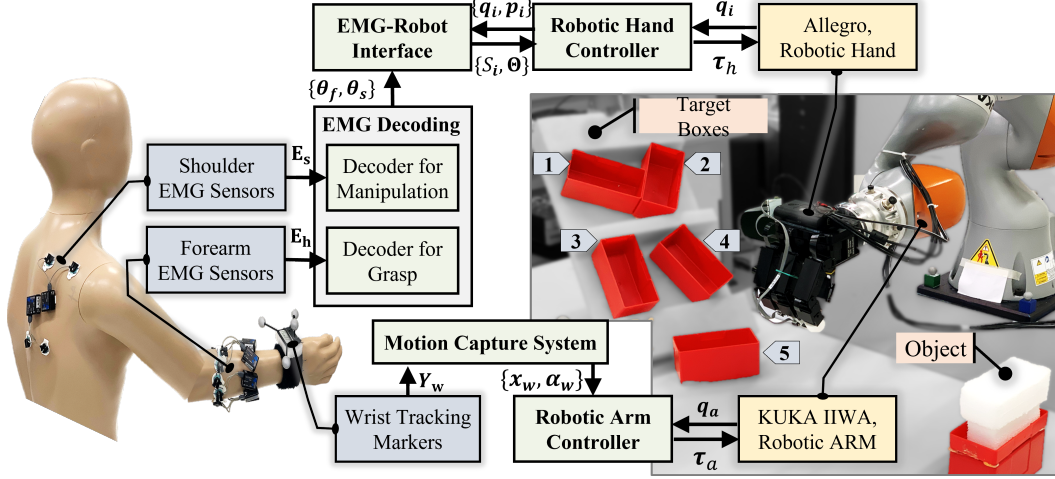 {q_i, p_i}
EMG-Robot
Interface
{S_i, Θ}
Robotic Hand
Controller
q_i
τ_h
Allegro,
Robotic Hand
{θ_f, θ_s}
EMG Decoding
Shoulder
EMG Sensors
E_s
Decoder for
Manipulation
Forearm
EMG Sensors
E_h
Decoder for
Grasp
Target
Boxes
1
2
3
4
5
Motion Capture System
Y_w
{x_w, α_w}
Wrist Tracking
Markers
Robotic Arm
Controller
q_a
τ_a
KUKA IIWA,
Robotic ARM
Object